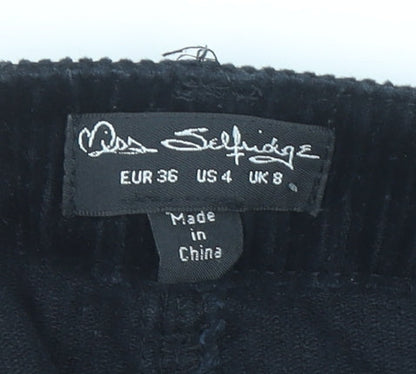 Miss Selfridge
EUR 36 US 4 UK 8
Made
in
China